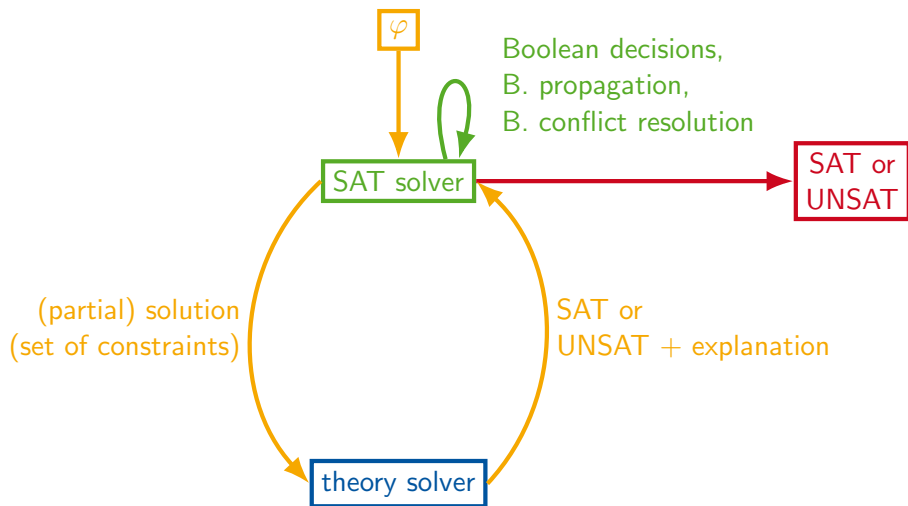 φ
Boolean decisions,
B. propagation,
B. conflict resolution
SAT solver
SAT or
UNSAT
(partial) solution
(set of constraints)
SAT or
UNSAT + explanation
theory solver